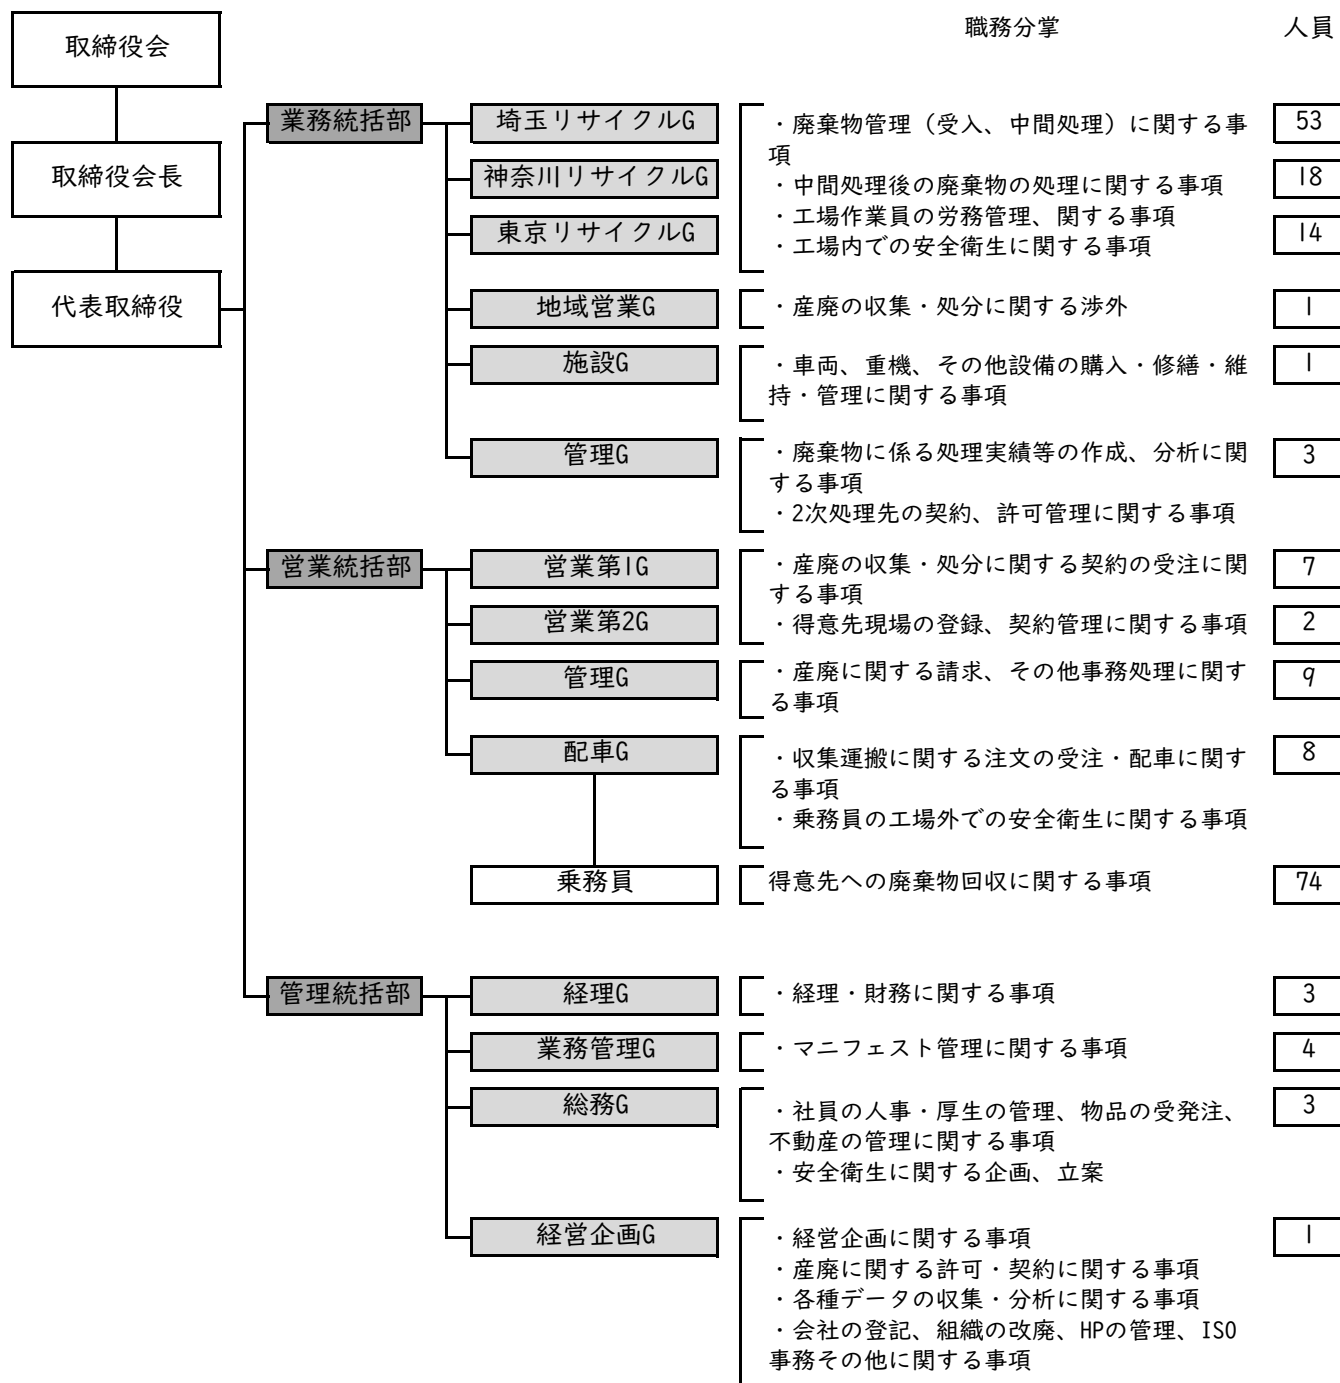 職務分掌
人員
取締役会
取締役会長
代表取締役
業務統括部
埼玉リサイクルG
神奈川リサイクルG
東京リサイクルG
・廃棄物管理（受入、中間処理）に関する事
項
・中間処理後の廃棄物の処理に関する事項
・工場作業員の労務管理、関する事項
・工場内での安全衛生に関する事項
53
18
14
地域営業G
・産廃の収集・処分に関する渉外
1
施設G
・車両、重機、その他設備の購入・修繕・維
持・管理に関する事項
1
管理G
・廃棄物に係る処理実績等の作成、分析に関
する事項
・2次処理先の契約、許可管理に関する事項
3
営業統括部
営業第1G
営業第2G
・産廃の収集・処分に関する契約の受注に関
する事項
・得意先現場の登録、契約管理に関する事項
7
2
管理G
・産廃に関する請求、その他事務処理に関す
る事項
9
配車G
・収集運搬に関する注文の受注・配車に関す
る事項
・乗務員の工場外での安全衛生に関する事項
8
乗務員
得意先への廃棄物回収に関する事項
74
管理統括部
経理G
・経理・財務に関する事項
3
業務管理G
・マニフェスト管理に関する事項
4
総務G
・社員の人事・厚生の管理、物品の受発注、
不動産の管理に関する事項
・安全衛生に関する企画、立案
3
経営企画G
・経営企画に関する事項
・産廃に関する許可・契約に関する事項
・各種データの収集・分析に関する事項
・会社の登記、組織の改廃、HPの管理、ISO
事務その他に関する事項
1